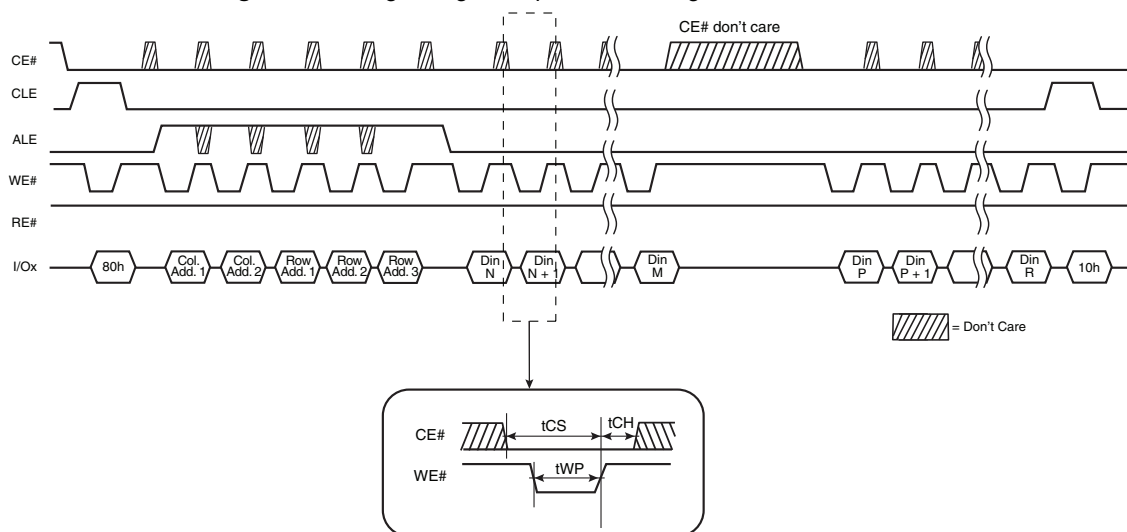 CE# don't care
CE#
CLE
ALE
WE#
RE#
I/Ox
80h
Col.
Add. 1
Col.
Add. 2
Row
Add. 1
Row
Add. 2
Row
Add. 3
Din
N
Din
N + 1
Din
M
Din
P
Din
P + 1
Din
R
10h
= Don't Care
CE#
tCS
tCH
WE#
tWP